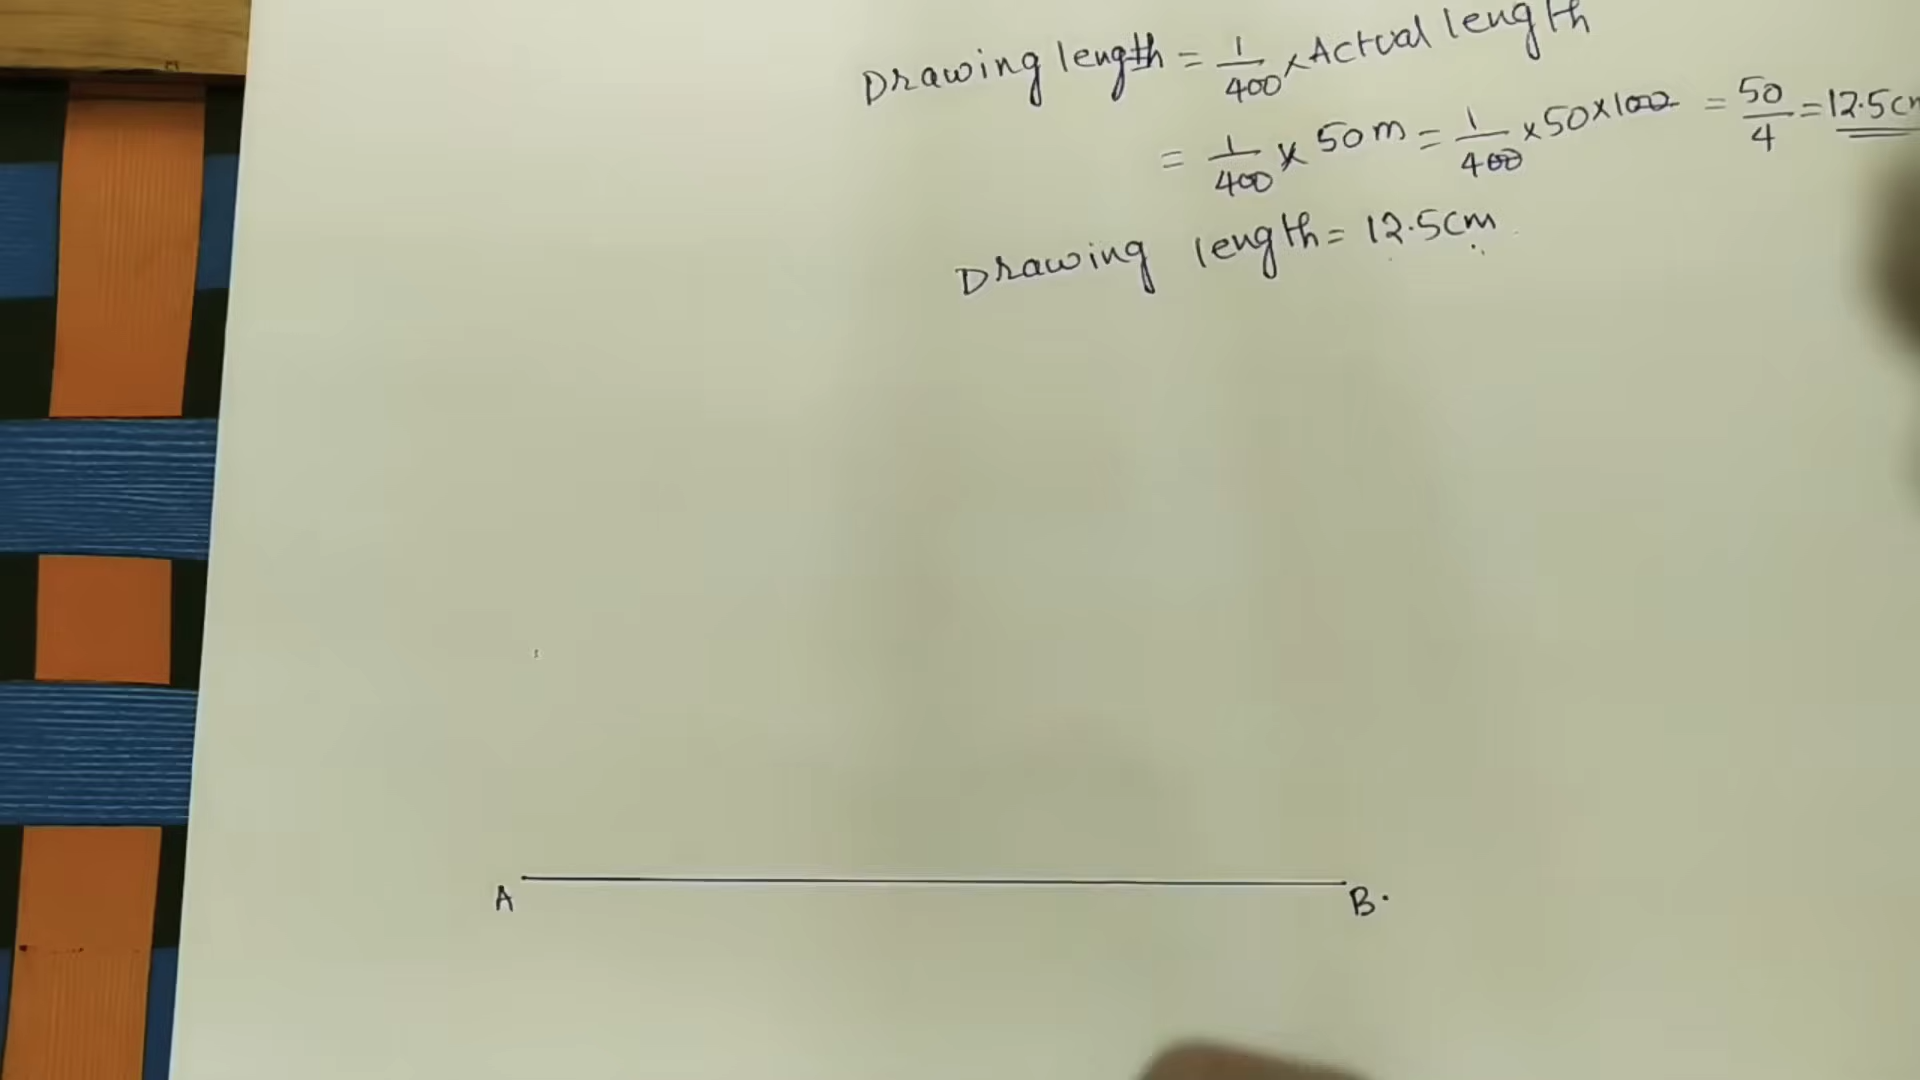 Drawing length = 1/400 × Actual length
= 1/400 × 50m = 1/400 × 50×100 = 50/4 = 12.5cm
Drawing length = 12.5cm
A B.